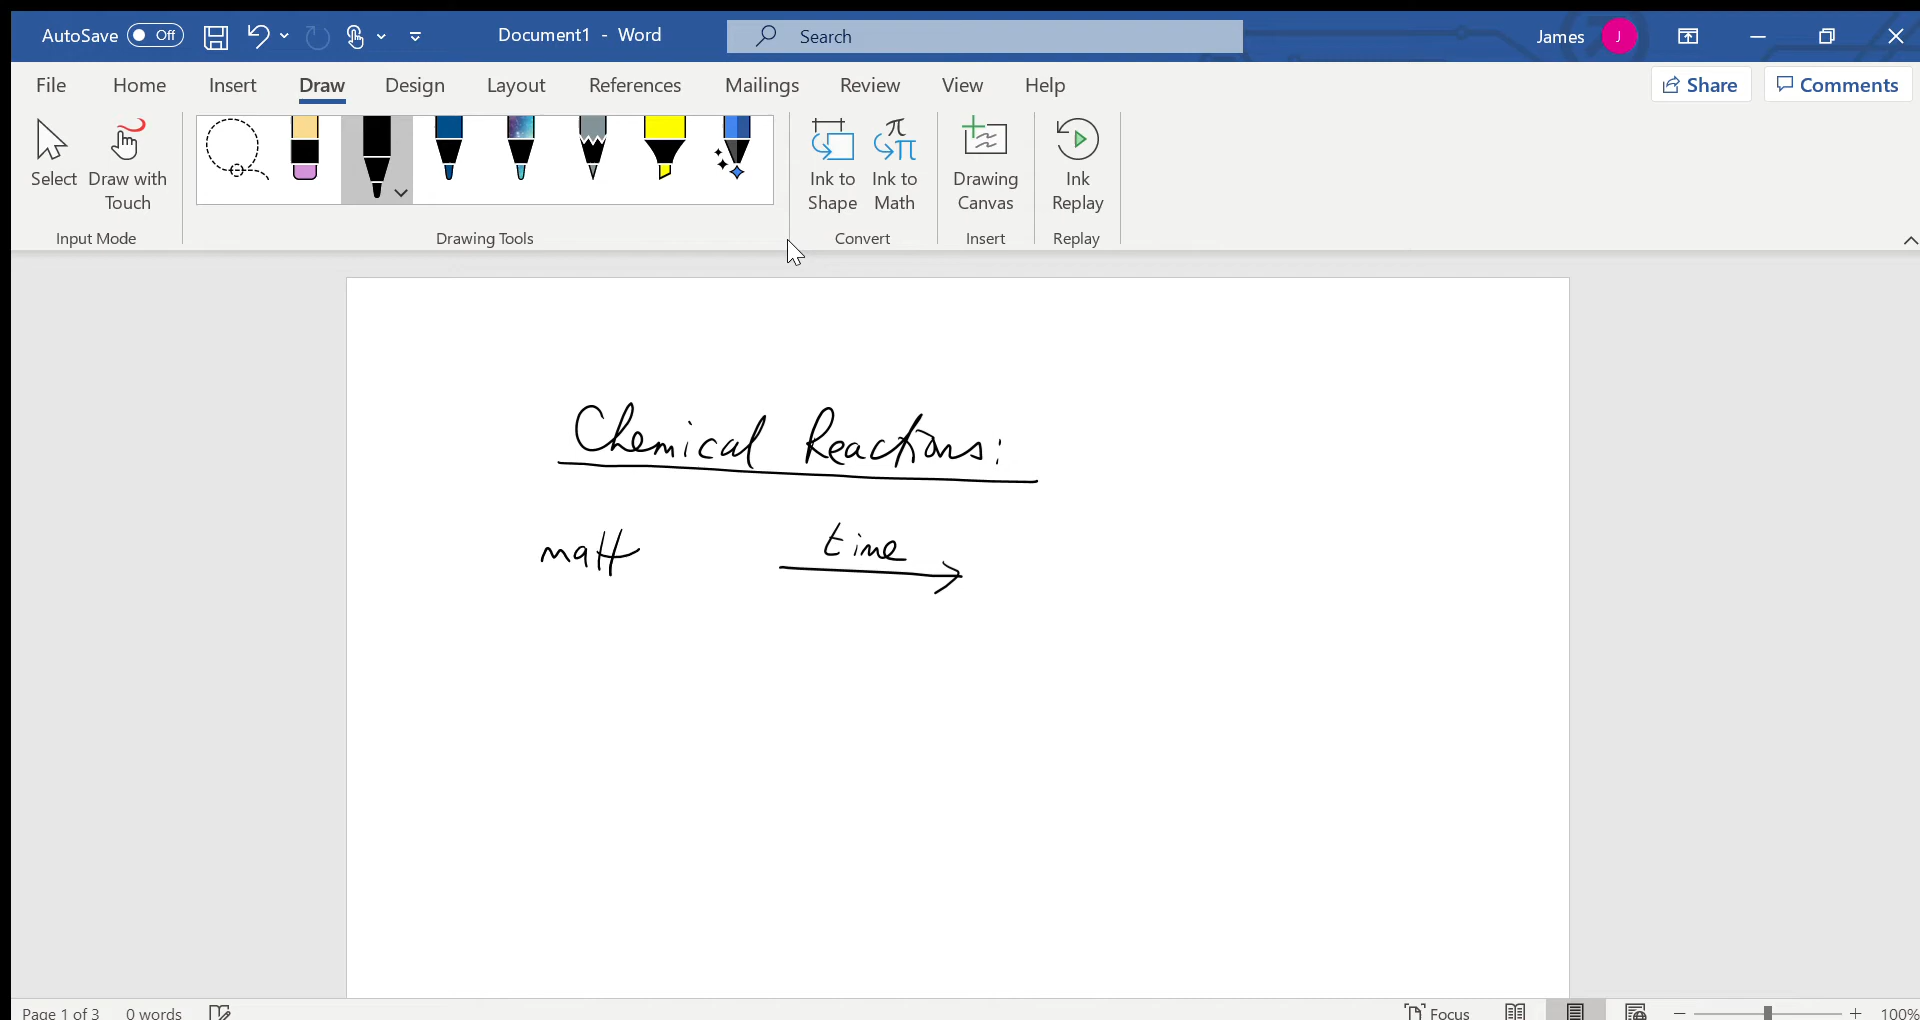 AutoSave Off Document1 - Word Search James J
File Home Insert Draw Design Layout References Mailings Review View Help Share Comments
Select Draw with Touch Ink to Shape Ink to Math Drawing Canvas Ink Replay
Input Mode Drawing Tools Convert Insert Replay
Chemical Reactions:
matt time
Page 1 of 3 0 words Focus 100%